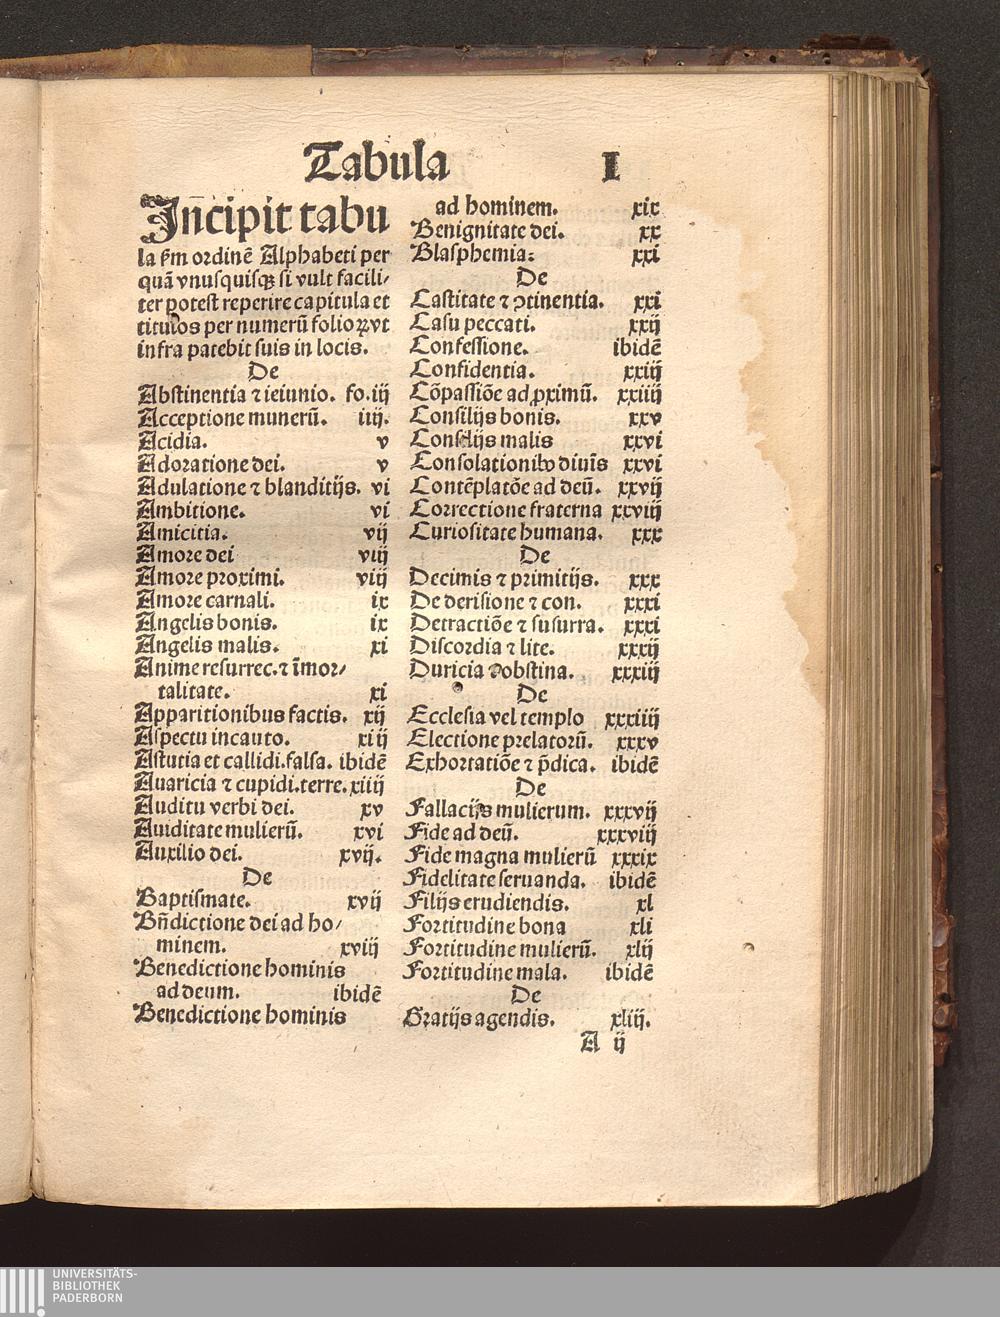 Tabula I
Jncipit tabu
la ẜm ordinē Alphabeti per
quā vnusquisqꝫ si vult facili⸗
ter potest reperire capitula et
titulos per numerū folioꝝ vt
infra patebit suis in locis.
De
Abstinentia ⁊ ieiunio. fo. iij
Acceptione munerū. iiij.
Acidia. v
Adoratione dei. v
Adulatione ⁊ blanditijs. vi
Ambitione. vi
Amicitia. vij
Amore dei viij
Amore proximi. viij
Amore carnali. ix
Angelis bonis. ix
Angelis malis. xi
Anime resurrec. ⁊ īmor⸗
talitate. xi
Apparitionibus factis. xij
Aspectu incauto. xiij
Astutia et callidi. falsa. ibidē
Auaricia ⁊ cupidi. terre. xiiij
Auditu verbi dei. xv
Auiditate mulierū. xvi
Auxilio dei. xvij.
De
Baptismate. xvij
Bn̄dictione dei ad ho⸗
minem. xviij
Benedictione hominis
ad deum. ibidē
Benedictione hominis
ad hominem. xix
Benignitate dei. xx
Blasphemia: xxi
De
Castitate ⁊ ↄtinentia. xxi
Casu peccati. xxij
Confessione. ibidē
Confidentia. xxiij
Cōpassiōe ad ꝓximū. xxiiij
Consilijs bonis. xxv
Consilijs malis xxvi
Consolationibꝰ diuīs xxvi
Contēplatōe ad deū. xxvij
Correctione fraterna xxviij
Curiositate humana. xxx
De
Decimis ⁊ primitijs. xxx
De derisione ⁊ con. xxxi
Detractiōe ⁊ susurra. xxxi
Discordia ⁊ lite. xxxij
Duricia ⁊ obstina. xxxiij
De
Ecclesia vel templo xxxiiij
Electione prelatorū. xxxv
Exhortatiōe ⁊ p̄dica. ibidē
De
Fallacijs mulierum. xxxvij
Fide ad deū. xxxviij
Fide magna mulierū xxxix
Fidelitate seruanda. ibidē
Filijs erudiendis. xl
Fortitudine bona xli
Fortitudine mulierū. xlij
Fortitudine mala. ibidē
De
Gratijs agendis. xliij.
A ij
UNIVERSITÄTS-
BIBLIOTHEK
PADERBORN